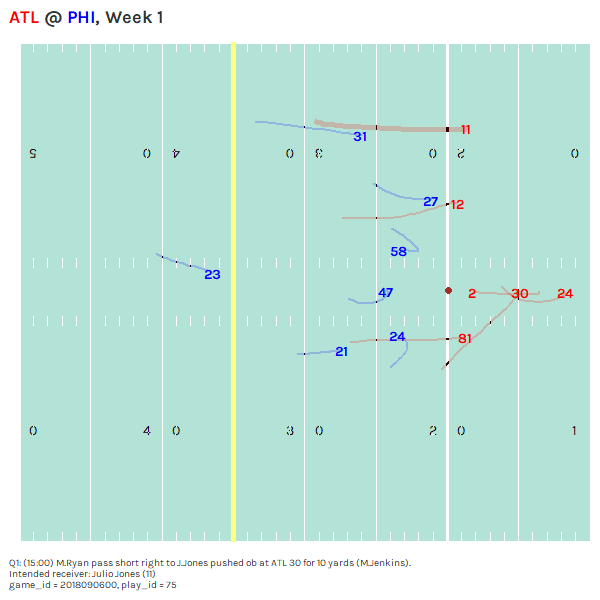 ATL @ PHI, Week 1
31
11
5 0 4 0 3 0 2 0
27
12
58
23
47
2
30
24
24
81
21
0 4 0 3 0 2 0 1
Q1: (15:00) M.Ryan pass short right to J.Jones pushed ob at ATL 30 for 10 yards (M.Jenkins).
Intended receiver: Julio Jones (11)
game_id = 2018090600, play_id = 75